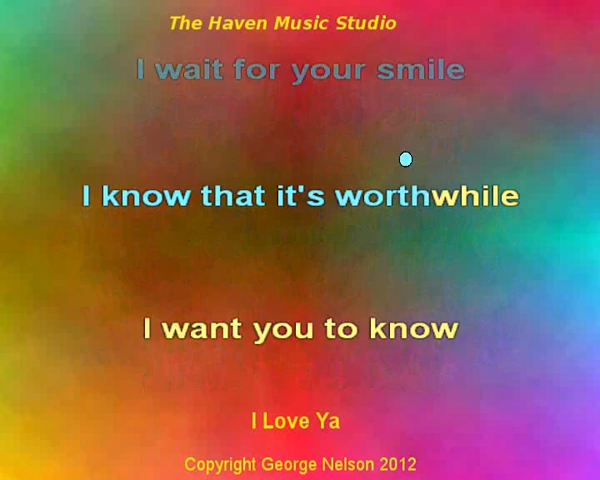 The Haven Music Studio
I wait for your smile
I know that it's worthwhile
I want you to know
I Love Ya
Copyright George Nelson 2012